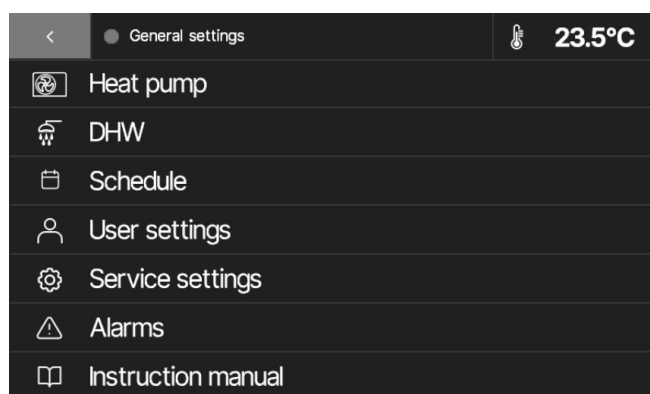 General settings
23.5°C
Heat pump
DHW
Schedule
User settings
Service settings
Alarms
Instruction manual